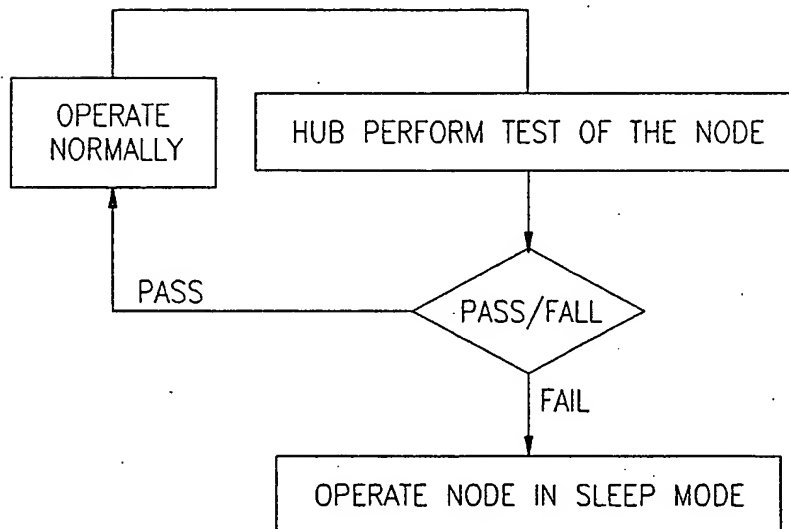 OPERATE
NORMALLY
HUB PERFORM TEST OF THE NODE
PASS
PASS/FALL
FAIL
OPERATE NODE IN SLEEP MODE